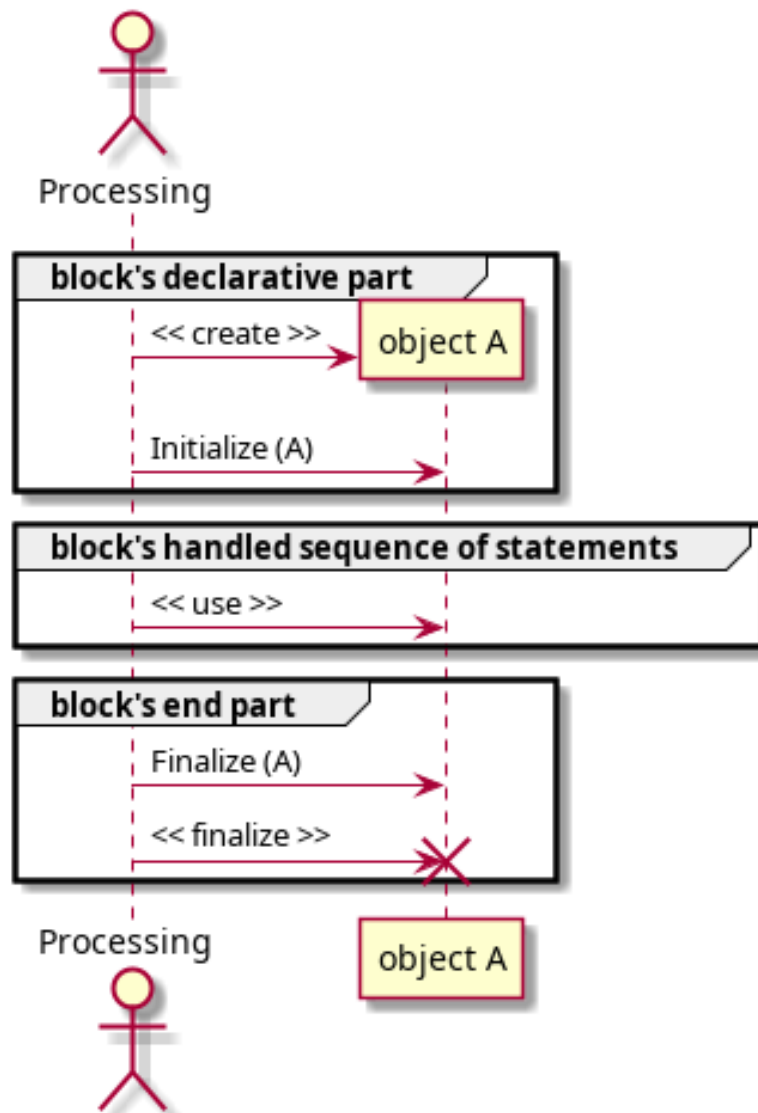 Processing
block's declarative part
<< create >>
object A
Initialize (A)
block's handled sequence of statements
<< use >>
block's end part
Finalize (A)
<< finalize >>
Processing
object A